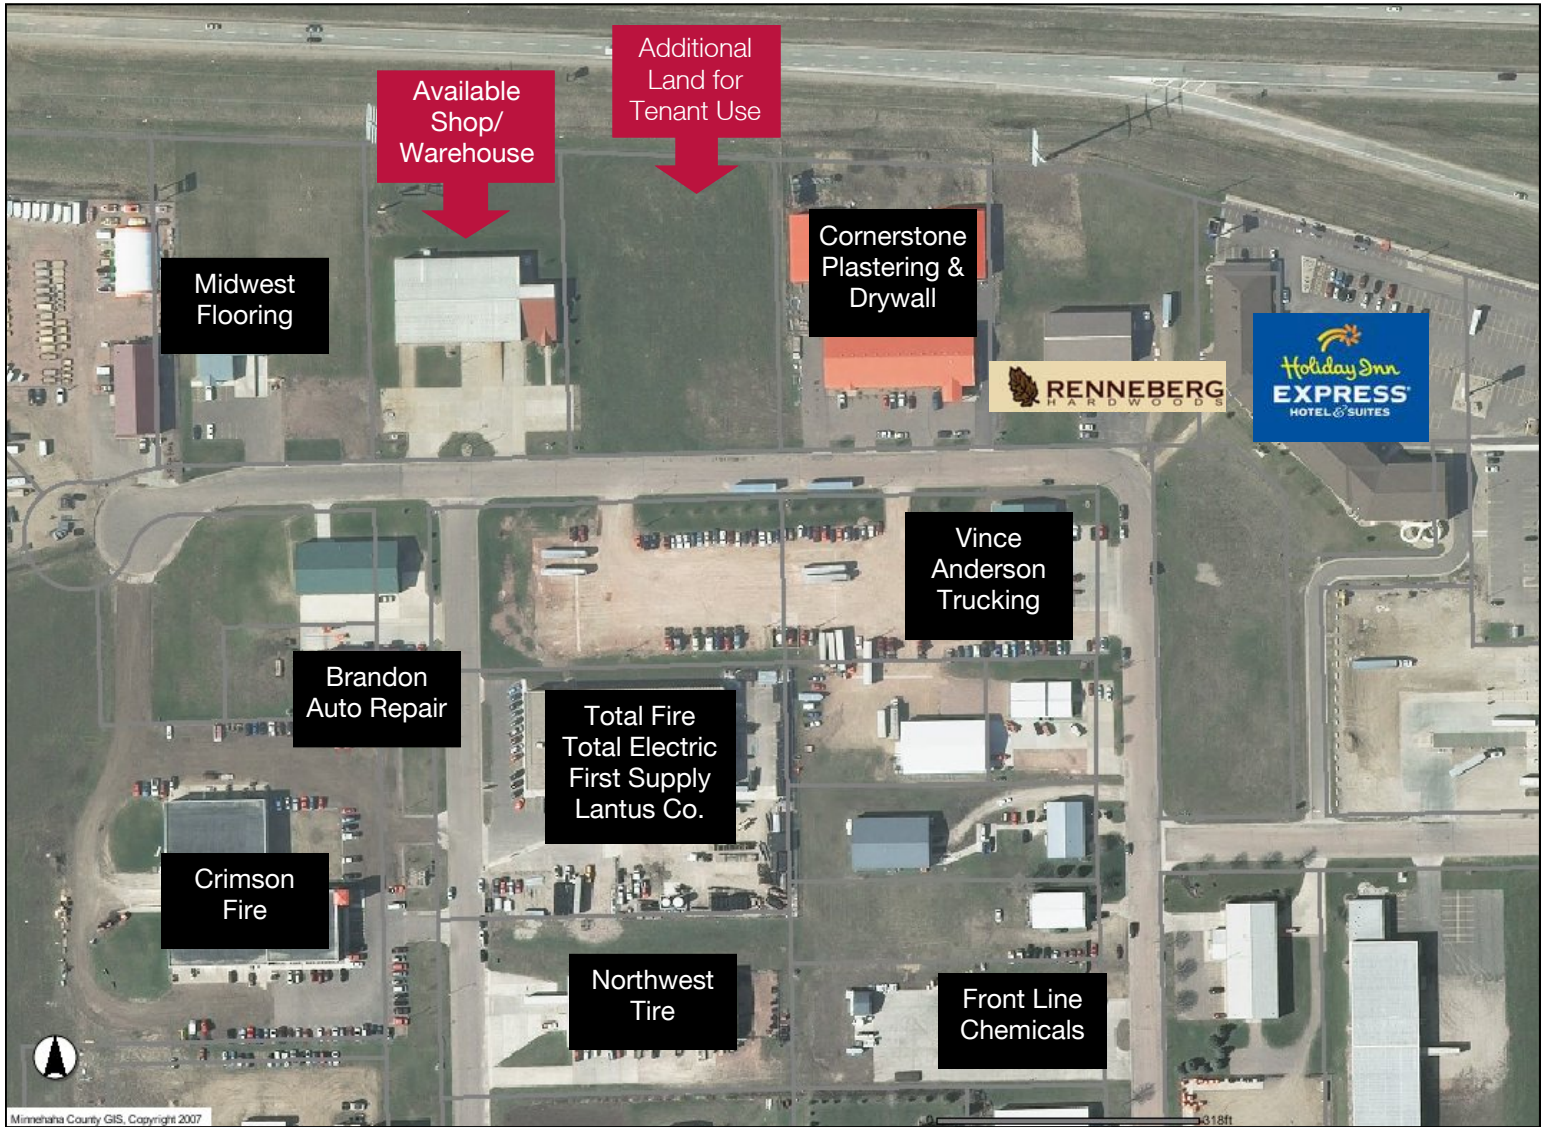 Additional
Land for
Tenant Use
Available
Shop/
Warehouse
Cornerstone
Plastering &
Drywall
Midwest
Flooring
Holiday Inn
EXPRESS®
HOTEL & SUITES
RENNEBERG
HARDWOODS
Vince
Anderson
Trucking
Brandon
Auto Repair
Total Fire
Total Electric
First Supply
Lantus Co.
Crimson
Fire
Northwest
Tire
Front Line
Chemicals
Minnehaha County GIS, Copyright 2007
0 318ft